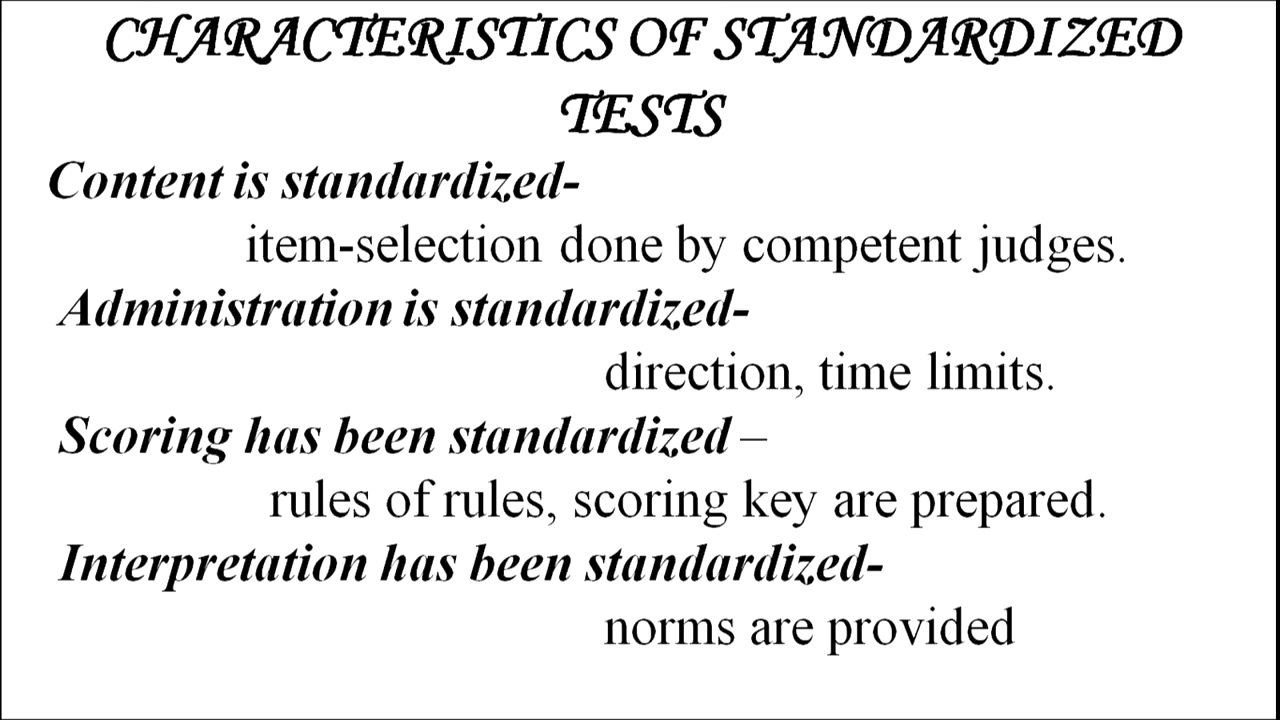 CHARACTERISTICS OF STANDARDIZED
TESTS
Content is standardized-
item-selection done by competent judges.
Administration is standardized-
direction, time limits.
Scoring has been standardized –
rules of rules, scoring key are prepared.
Interpretation has been standardized-
norms are provided